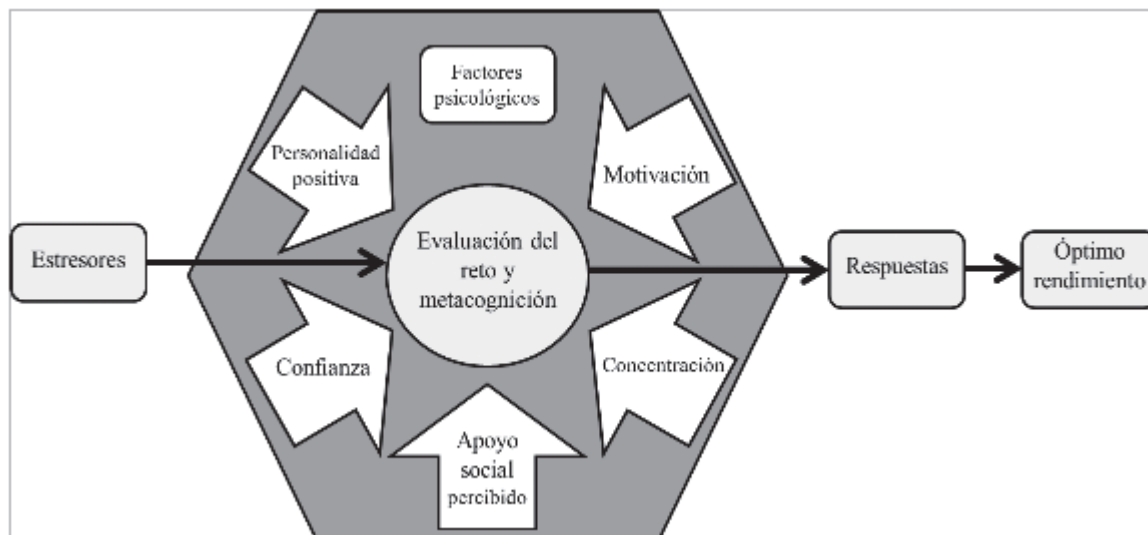 Factores
psicológicos
Personalidad
positiva
Motivación
Estresores
Evaluación del
reto y
metacognición
Respuestas
Óptimo
rendimiento
Confianza
Concentración
Apoyo
social
percibido